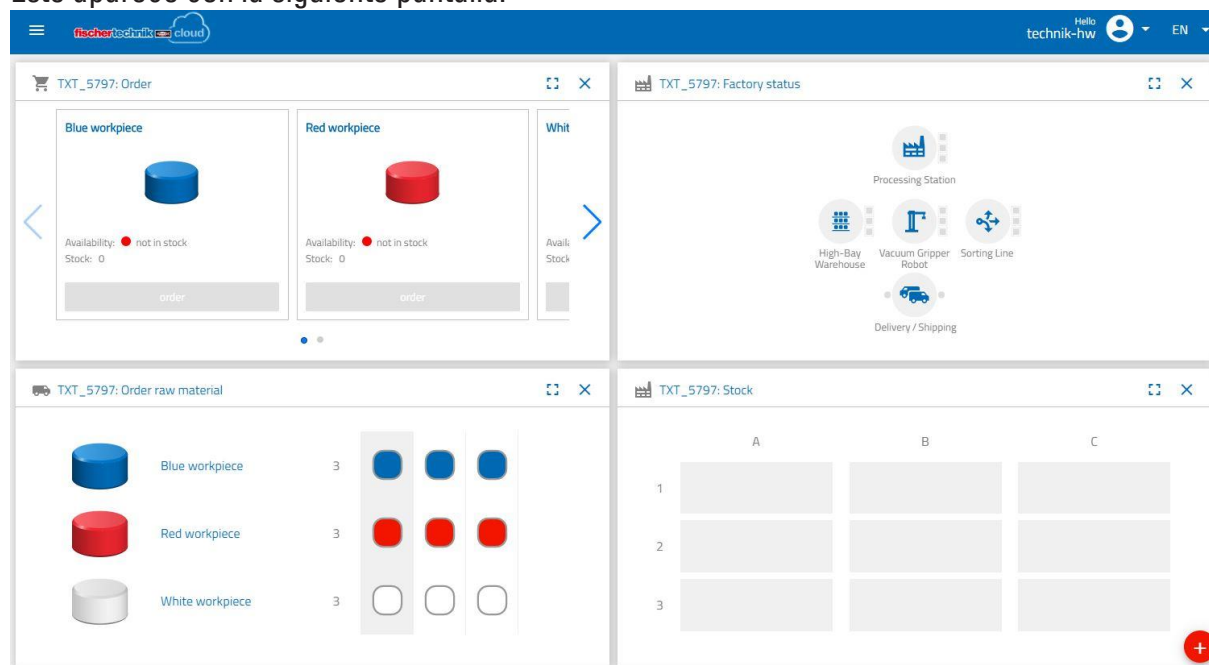 Este aparece con la siguiente pantalla:
fischertechnik cloud
Hello
technik-hw
EN
TXT_5797: Order
Blue workpiece
Availability: not in stock
Stock: 0
order
Red workpiece
Availability: not in stock
Stock: 0
order
Whit
Availa
Stock
TXT_5797: Factory status
Processing Station
High-Bay
Warehouse
Vacuum Gripper
Robot
Sorting Line
Delivery / Shipping
TXT_5797: Order raw material
Blue workpiece 3
Red workpiece 3
White workpiece 3
TXT_5797: Stock
A B C
1
2
3
+